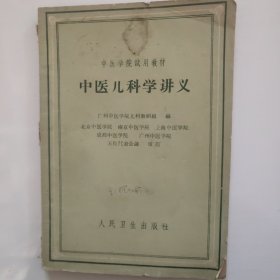 中医学院試用教材
中医儿科学讲义
广州中医学院儿科教研組 編
北京中医学院 南京中医学院 上海中医学院
成都中医学院 广州中医学院
人民卫生出版社